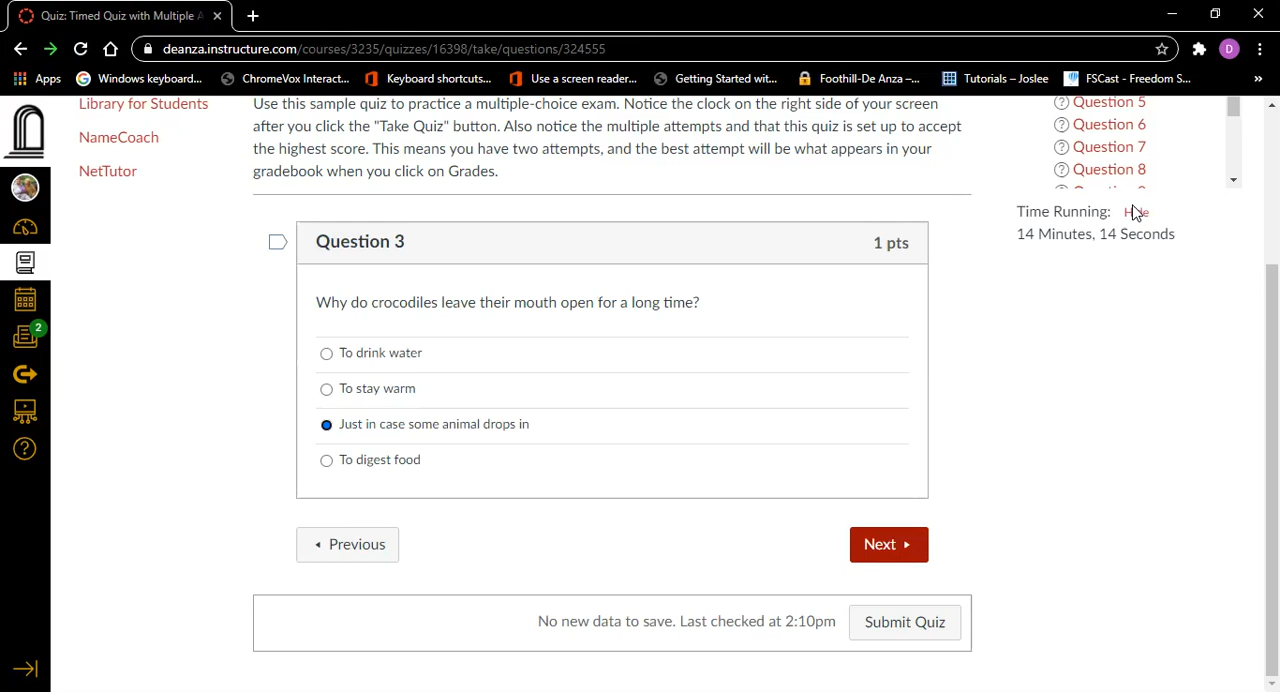 Quiz: Timed Quiz with Multiple A
deanza.instructure.com/courses/3235/quizzes/16398/take/questions/324555
D
Apps
Windows keyboard...
ChromeVox Interact...
Keyboard shortcuts...
Use a screen reader...
Getting Started wit...
Foothill-De Anza –...
Tutorials – Joslee
FSCast - Freedom S...
»
Library for Students
NameCoach
NetTutor
2
Use this sample quiz to practice a multiple-choice exam. Notice the clock on the right side of your screen
after you click the "Take Quiz" button. Also notice the multiple attempts and that this quiz is set up to accept
the highest score. This means you have two attempts, and the best attempt will be what appears in your
gradebook when you click on Grades.
Question 5
Question 6
Question 7
Question 8
Time Running: Hide
14 Minutes, 14 Seconds
Question 3
1 pts
Why do crocodiles leave their mouth open for a long time?
To drink water
To stay warm
Just in case some animal drops in
To digest food
Previous
Next
No new data to save. Last checked at 2:10pm
Submit Quiz